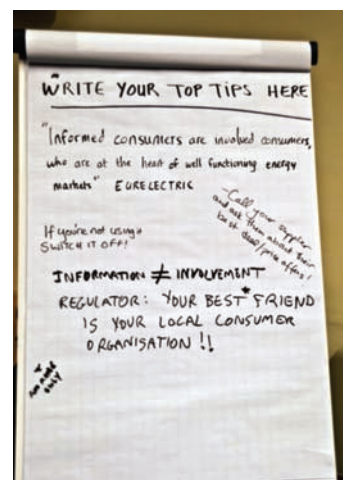 WRITE YOUR TOP TIPS HERE
"Informed consumers are involved consumers,
who are at the heart of well functioning energy
markets" EURELECTRIC
- Call your supplier
and ask them about their
best deal/price offers!
If you're not using it
SWITCH IT OFF!
INFORMATION ≠ INVOLVEMENT
REGULATOR: YOUR BEST* FRIEND
IS YOUR LOCAL CONSUMER
ORGANISATION !!
*
ONLY